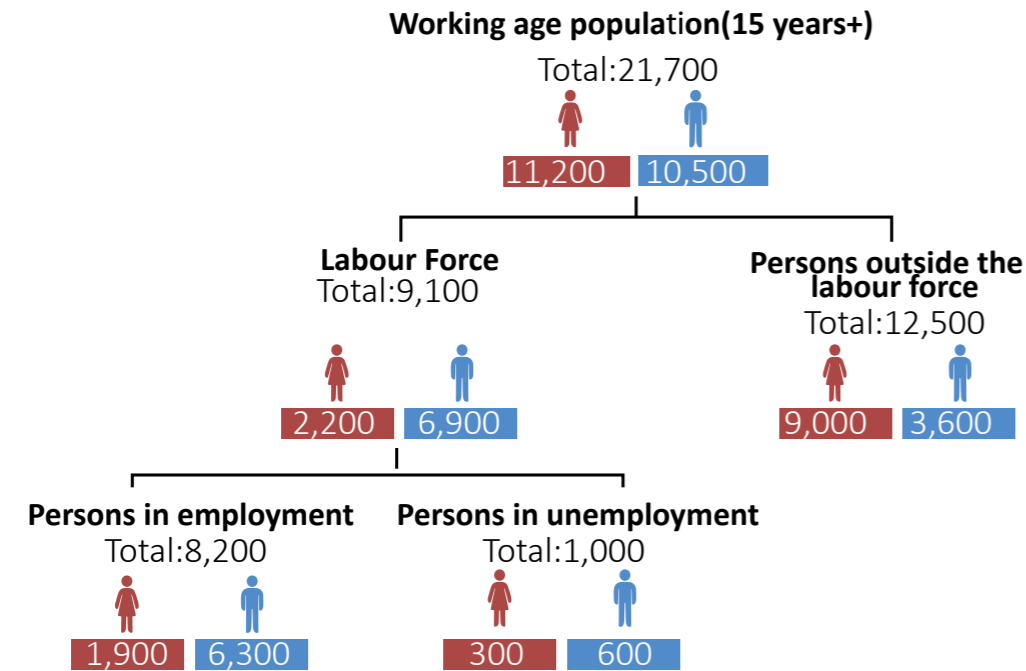 Working age population(15 years+)
Total:21,700
11,200
10,500
Labour Force
Total:9,100
2,200
6,900
Persons outside the
labour force
Total:12,500
9,000
3,600
Persons in employment
Total:8,200
1,900
6,300
Persons in unemployment
Total:1,000
300
600